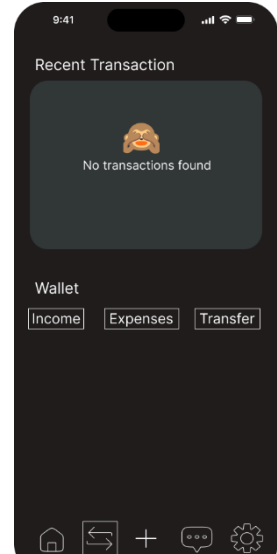 9:41
Recent Transaction
No transactions found
Wallet
Income Expenses Transfer